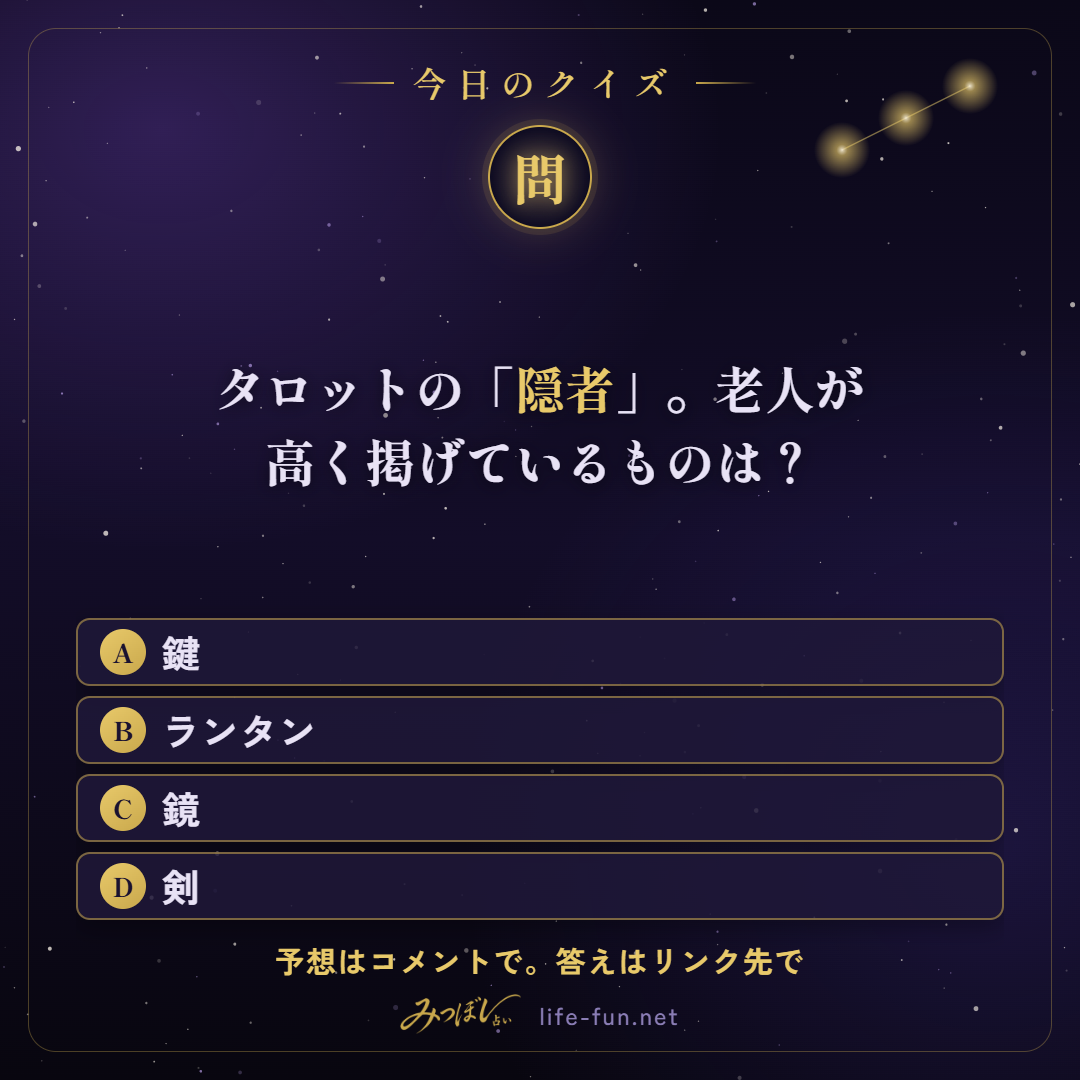 今日のクイズ
問
タロットの「隠者」。老人が
高く掲げているものは？
A 鍵
B ランタン
C 鏡
D 剣
予想はコメントで。答えはリンク先で
みつぼし占い life-fun.net